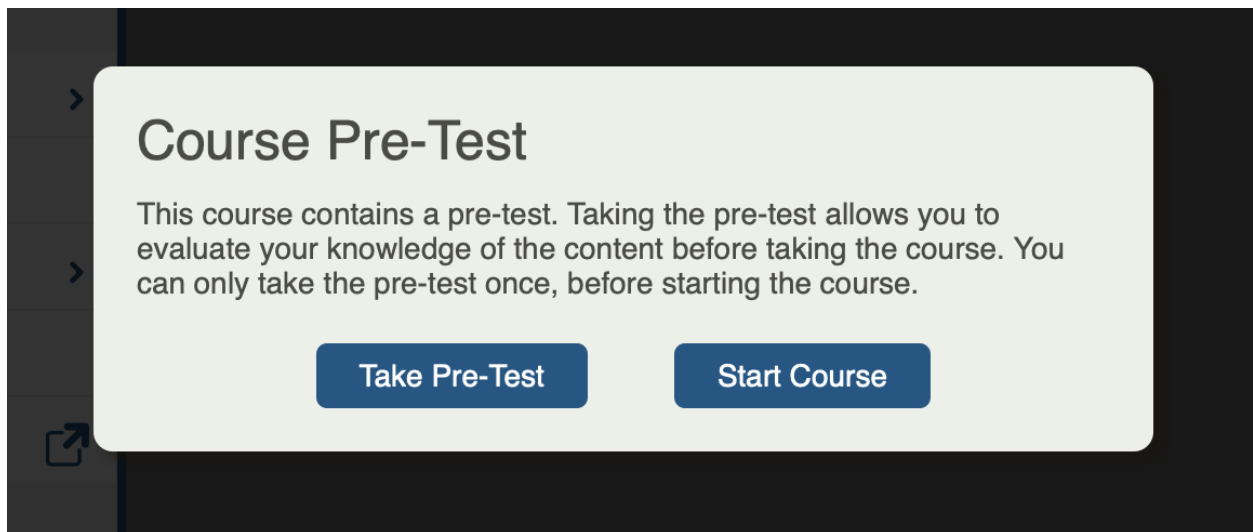 Course Pre-Test
This course contains a pre-test. Taking the pre-test allows you to
evaluate your knowledge of the content before taking the course. You
can only take the pre-test once, before starting the course.
Take Pre-Test
Start Course